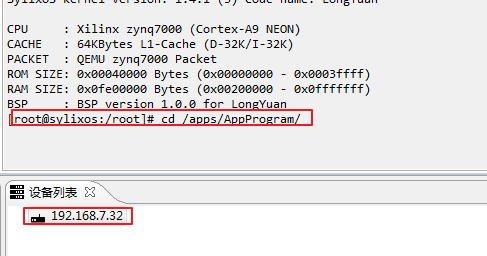 SylixOS kernel version: 1.4.1 (9) Code name: LongYuan
CPU     : Xilinx zynq7000 (Cortex-A9 NEON)
CACHE   : 64KBytes L1-Cache (D-32K/I-32K)
PACKET  : QEMU zynq7000 Packet
ROM SIZE: 0x00040000 Bytes (0x00000000 - 0x0003ffff)
RAM SIZE: 0x0fe00000 Bytes (0x00200000 - 0x0fffffff)
BSP     : BSP version 1.0.0 for LongYuan
[root@sylixos:/root]# cd /apps/AppProgram/
设备列表
192.168.7.32